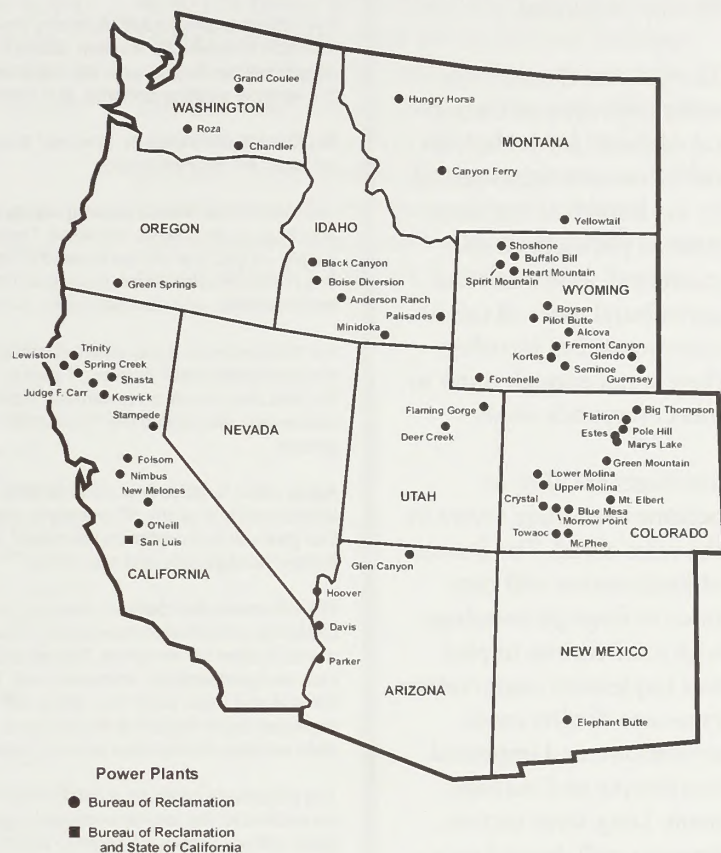 Grand Coulee
WASHINGTON
Roza
Chandler
Hungry Horsa
MONTANA
Canyon Ferry
Yellowtail
OREGON
Green Springs
IDAHO
Black Canyon
Boise Diversion
Anderson Ranch
Palisades
Minidoka
Shoshone
Buffalo Bill
Heart Mountain
Spirit Mountain
WYOMING
Boysen
Pilot Butte
Alcova
Fremont Canyon
Kortes
Glendo
Seminoe
Guernsey
Fontenelle
Trinity
Lewiston
Spring Creek
Shasta
Judge F. Carr
Keswick
Stampede
Folsom
Nimbus
New Melones
O'Neill
San Luis
CALIFORNIA
NEVADA
Flaming Gorge
Deer Creek
UTAH
Big Thompson
Flatiron
Pole Hill
Estes
Marys Lake
Green Mountain
Lower Molina
Upper Molina
Mt. Elbert
Crystal
Blue Mesa
Morrow Point
COLORADO
Towaoc
McPhee
Glen Canyon
Hoover
Davis
Parker
ARIZONA
NEW MEXICO
Elephant Butte
Power Plants
Bureau of Reclamation
Bureau of Reclamation
and State of California